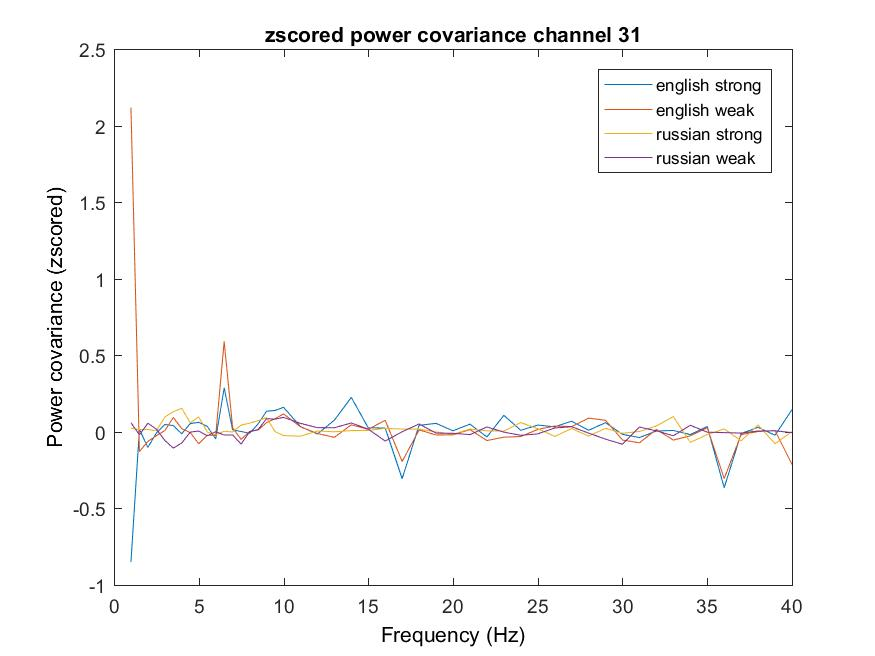 zscored power covariance channel 31
2.5
2
1.5
1
0.5
0
-0.5
-1
Power covariance (zscored)
english strong
english weak
russian strong
russian weak
0 5 10 15 20 25 30 35 40
Frequency (Hz)